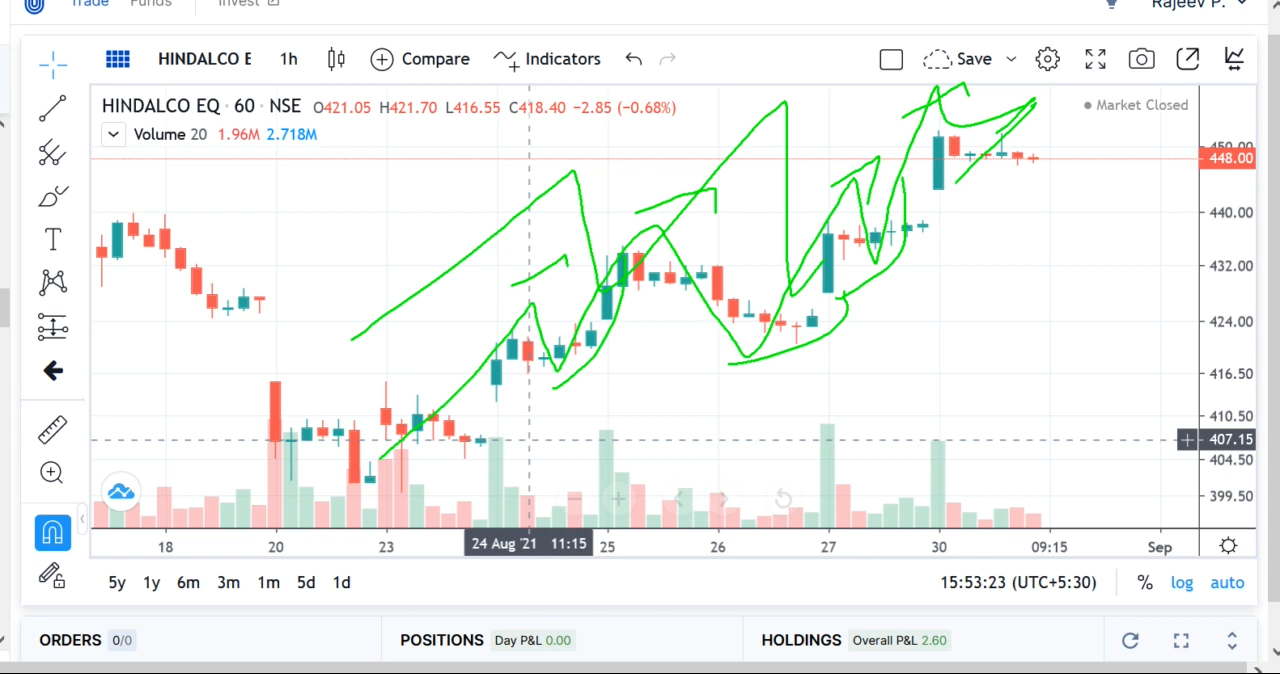 Trade Funds Invest Rajeev P.
HINDALCO E 1h Compare Indicators Save
HINDALCO EQ · 60 · NSE O421.05 H421.70 L416.55 C418.40 −2.85 (−0.68%) Market Closed
Volume 20 1.96M 2.718M
450.00
448.00
440.00
432.00
424.00
416.50
410.50
407.15
404.50
399.50
18 20 23 24 Aug '21 11:15 25 26 27 30 09:15 Sep
5y 1y 6m 3m 1m 5d 1d 15:53:23 (UTC+5:30) % log auto
ORDERS 0/0 POSITIONS Day P&L 0.00 HOLDINGS Overall P&L 2.60